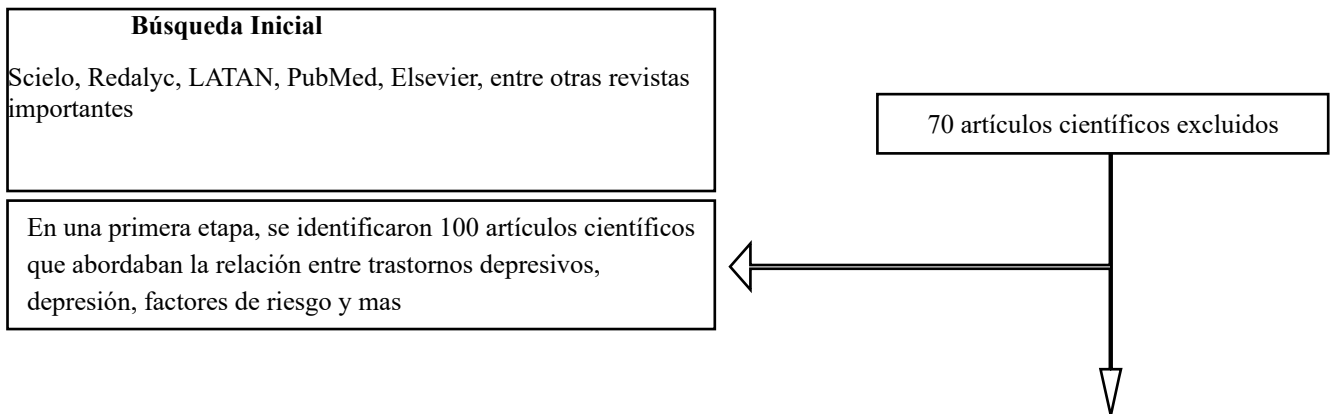 Búsqueda Inicial
Scielo, Redalyc, LATAN, PubMed, Elsevier, entre otras revistas
importantes
70 artículos científicos excluidos
En una primera etapa, se identificaron 100 artículos científicos
que abordaban la relación entre trastornos depresivos,
depresión, factores de riesgo y mas